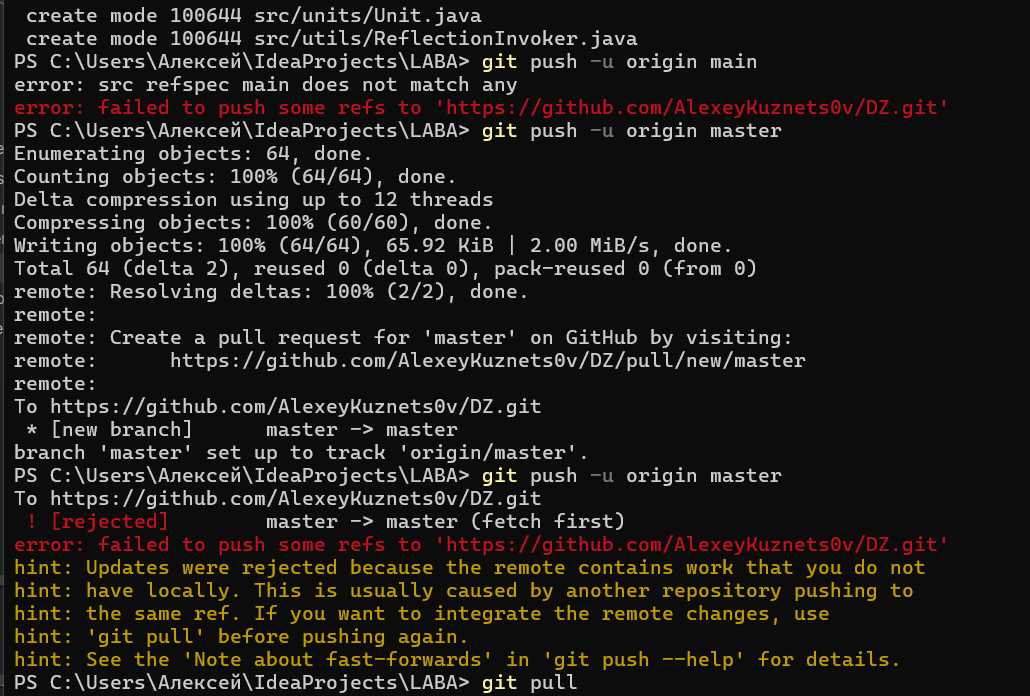 create mode 100644 src/units/Unit.java
create mode 100644 src/utils/ReflectionInvoker.java
PS C:\Users\Алексей\IdeaProjects\LABA> git push -u origin main
error: src refspec main does not match any
error: failed to push some refs to 'https://github.com/AlexeyKuznets0v/DZ.git'
PS C:\Users\Алексей\IdeaProjects\LABA> git push -u origin master
Enumerating objects: 64, done.
Counting objects: 100% (64/64), done.
Delta compression using up to 12 threads
Compressing objects: 100% (60/60), done.
Writing objects: 100% (64/64), 65.92 KiB | 2.00 MiB/s, done.
Total 64 (delta 2), reused 0 (delta 0), pack-reused 0 (from 0)
remote: Resolving deltas: 100% (2/2), done.
remote:
remote: Create a pull request for 'master' on GitHub by visiting:
remote:      https://github.com/AlexeyKuznets0v/DZ/pull/new/master
remote:
To https://github.com/AlexeyKuznets0v/DZ.git
 * [new branch]      master -> master
branch 'master' set up to track 'origin/master'.
PS C:\Users\Алексей\IdeaProjects\LABA> git push -u origin master
To https://github.com/AlexeyKuznets0v/DZ.git
 ! [rejected]        master -> master (fetch first)
error: failed to push some refs to 'https://github.com/AlexeyKuznets0v/DZ.git'
hint: Updates were rejected because the remote contains work that you do not
hint: have locally. This is usually caused by another repository pushing to
hint: the same ref. If you want to integrate the remote changes, use
hint: 'git pull' before pushing again.
hint: See the 'Note about fast-forwards' in 'git push --help' for details.
PS C:\Users\Алексей\IdeaProjects\LABA> git pull